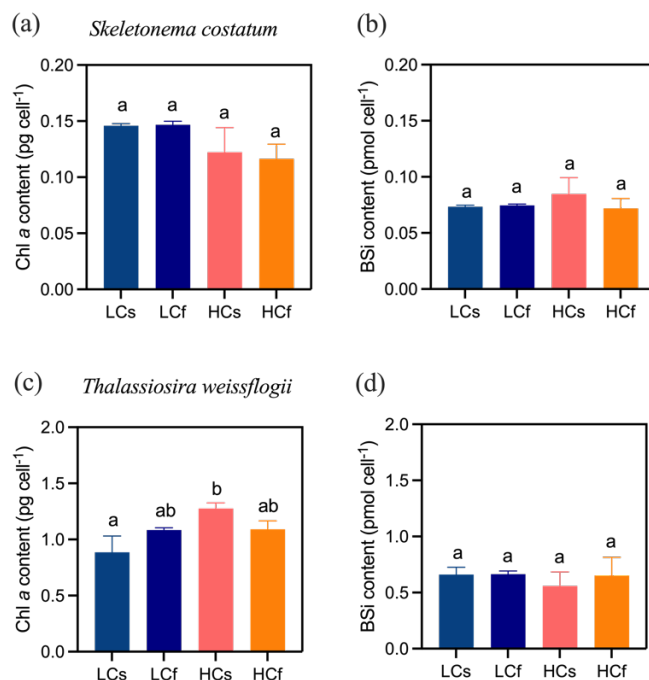 (a) Skeletonema costatum
Chl a content (pg cell⁻¹)
0.20
0.15
0.10
0.05
0.00
a a a a
LCs LCf HCs HCf
(b)
BSi content (pmol cell⁻¹)
0.20
0.15
0.10
0.05
0.00
a a a a
LCs LCf HCs HCf
(c) Thalassiosira weissflogii
Chl a content (pg cell⁻¹)
2.0
1.5
1.0
0.5
0.0
a ab b ab
LCs LCf HCs HCf
(d)
BSi content (pmol cell⁻¹)
2.0
1.5
1.0
0.5
0.0
a a a a
LCs LCf HCs HCf